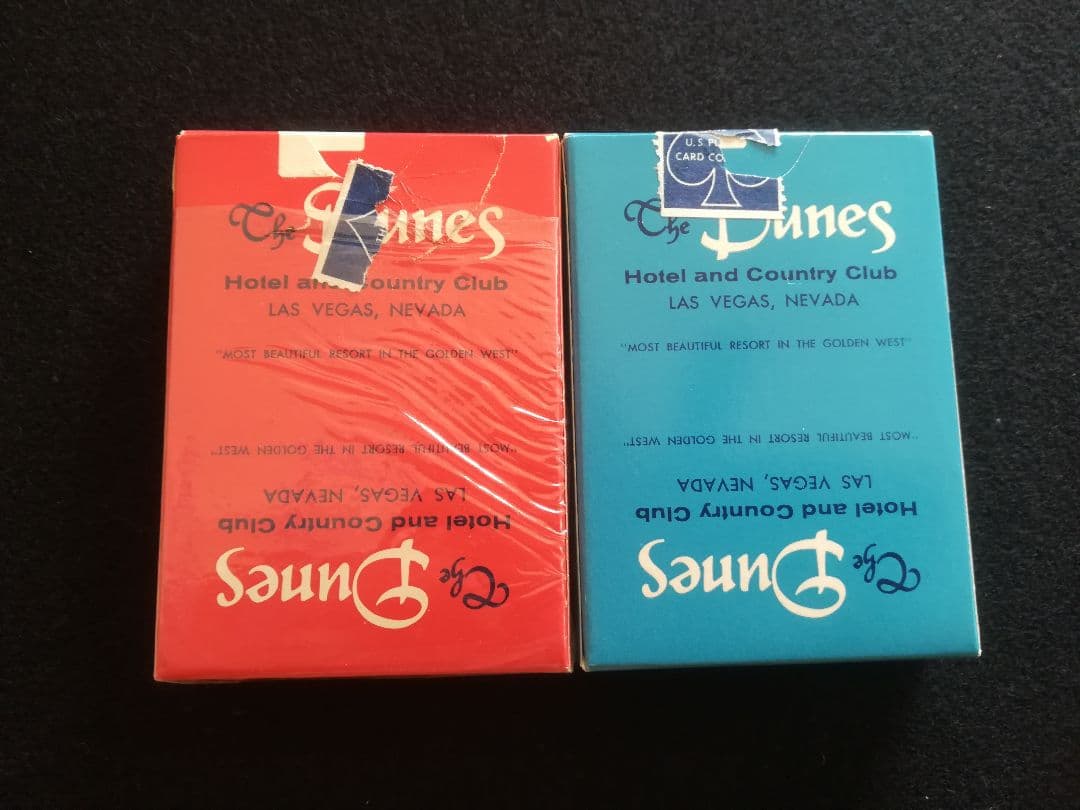 The Dunes
Hotel and Country Club
LAS VEGAS, NEVADA
"MOST BEAUTIFUL RESORT IN THE GOLDEN WEST"
"MOST BEAUTIFUL RESORT IN THE GOLDEN WEST"
LAS VEGAS, NEVADA
Hotel and Country Club
The Dunes
U.S.
CARD CO.
The Dunes
Hotel and Country Club
LAS VEGAS, NEVADA
"MOST BEAUTIFUL RESORT IN THE GOLDEN WEST"
"MOST BEAUTIFUL RESORT IN THE GOLDEN WEST"
LAS VEGAS, NEVADA
Hotel and Country Club
The Dunes